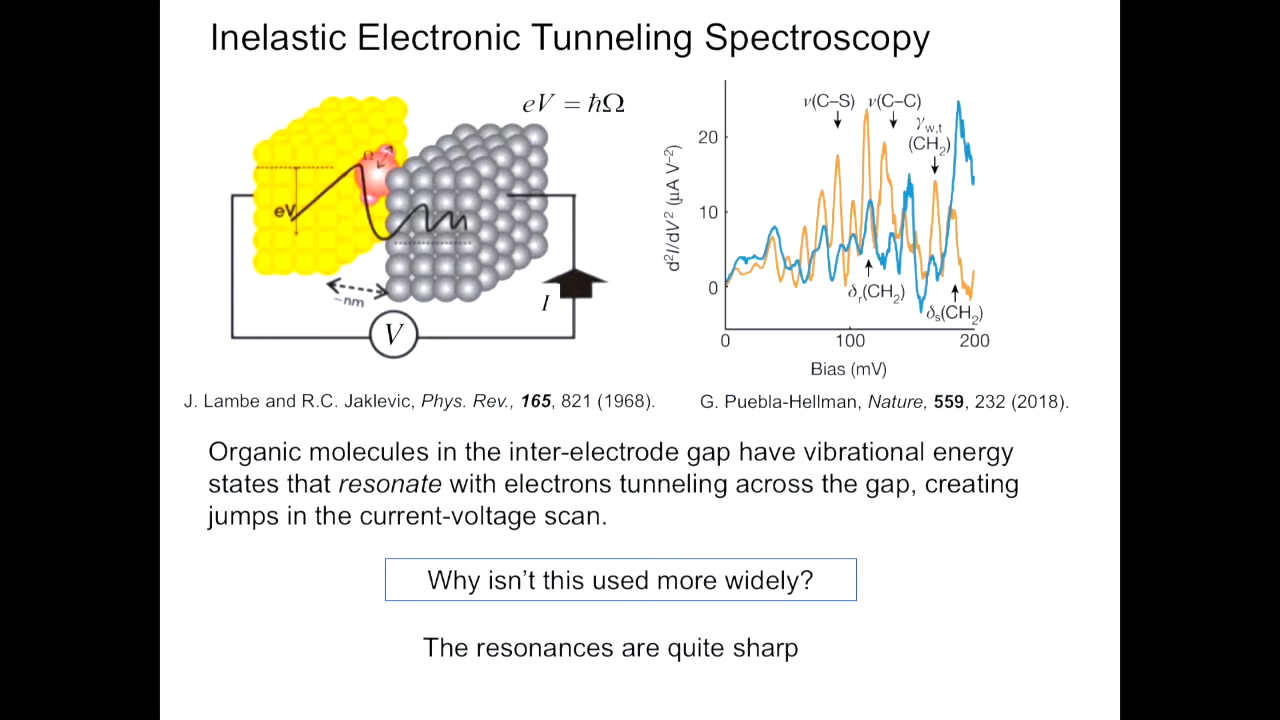 Inelastic Electronic Tunneling Spectroscopy
eV = ℏΩ
Ω
eV
~nm
I
V
d²I/dV² (μA V⁻²)
20
10
0
ν(C–S) ν(C–C)
γw,t
(CH₂)
δr(CH₂)
δs(CH₂)
0 100 200
Bias (mV)
J. Lambe and R.C. Jaklevic, Phys. Rev., 165, 821 (1968).
G. Puebla-Hellman, Nature, 559, 232 (2018).
Organic molecules in the inter-electrode gap have vibrational energy
states that resonate with electrons tunneling across the gap, creating
jumps in the current-voltage scan.
Why isn’t this used more widely?
The resonances are quite sharp